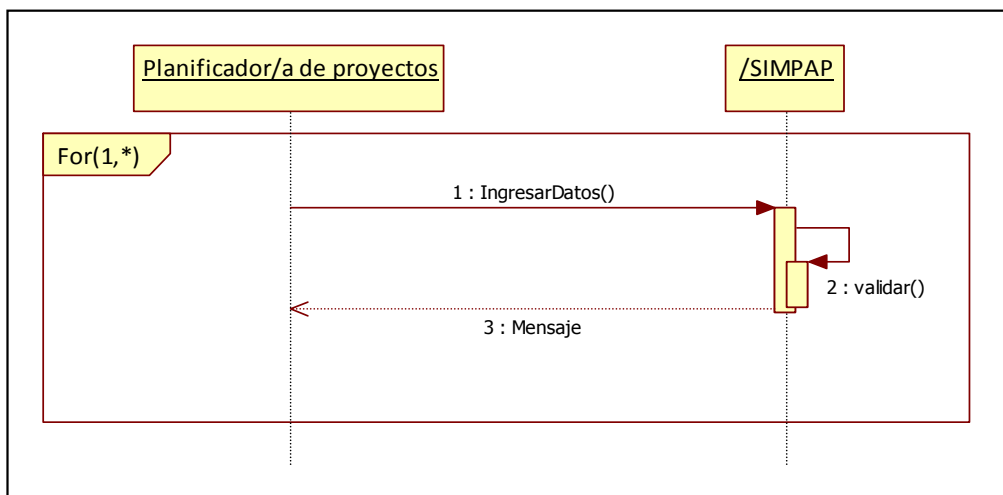 Planificador/a de proyectos
/SIMPAP
For(1,*)
1 : IngresarDatos()
2 : validar()
3 : Mensaje